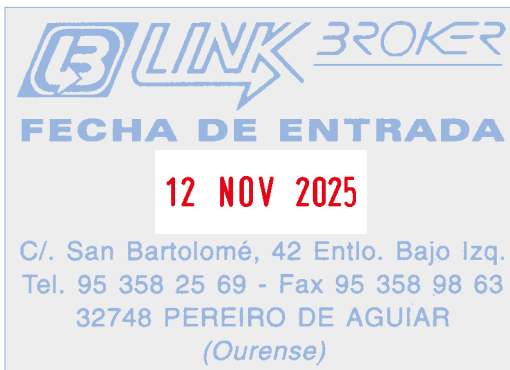 LB LINK BROKER
FECHA DE ENTRADA
12 NOV 2025
C/. San Bartolomé, 42 Entlo. Bajo Izq.
Tel. 95 358 25 69 - Fax 95 358 98 63
32748 PEREIRO DE AGUIAR
(Ourense)